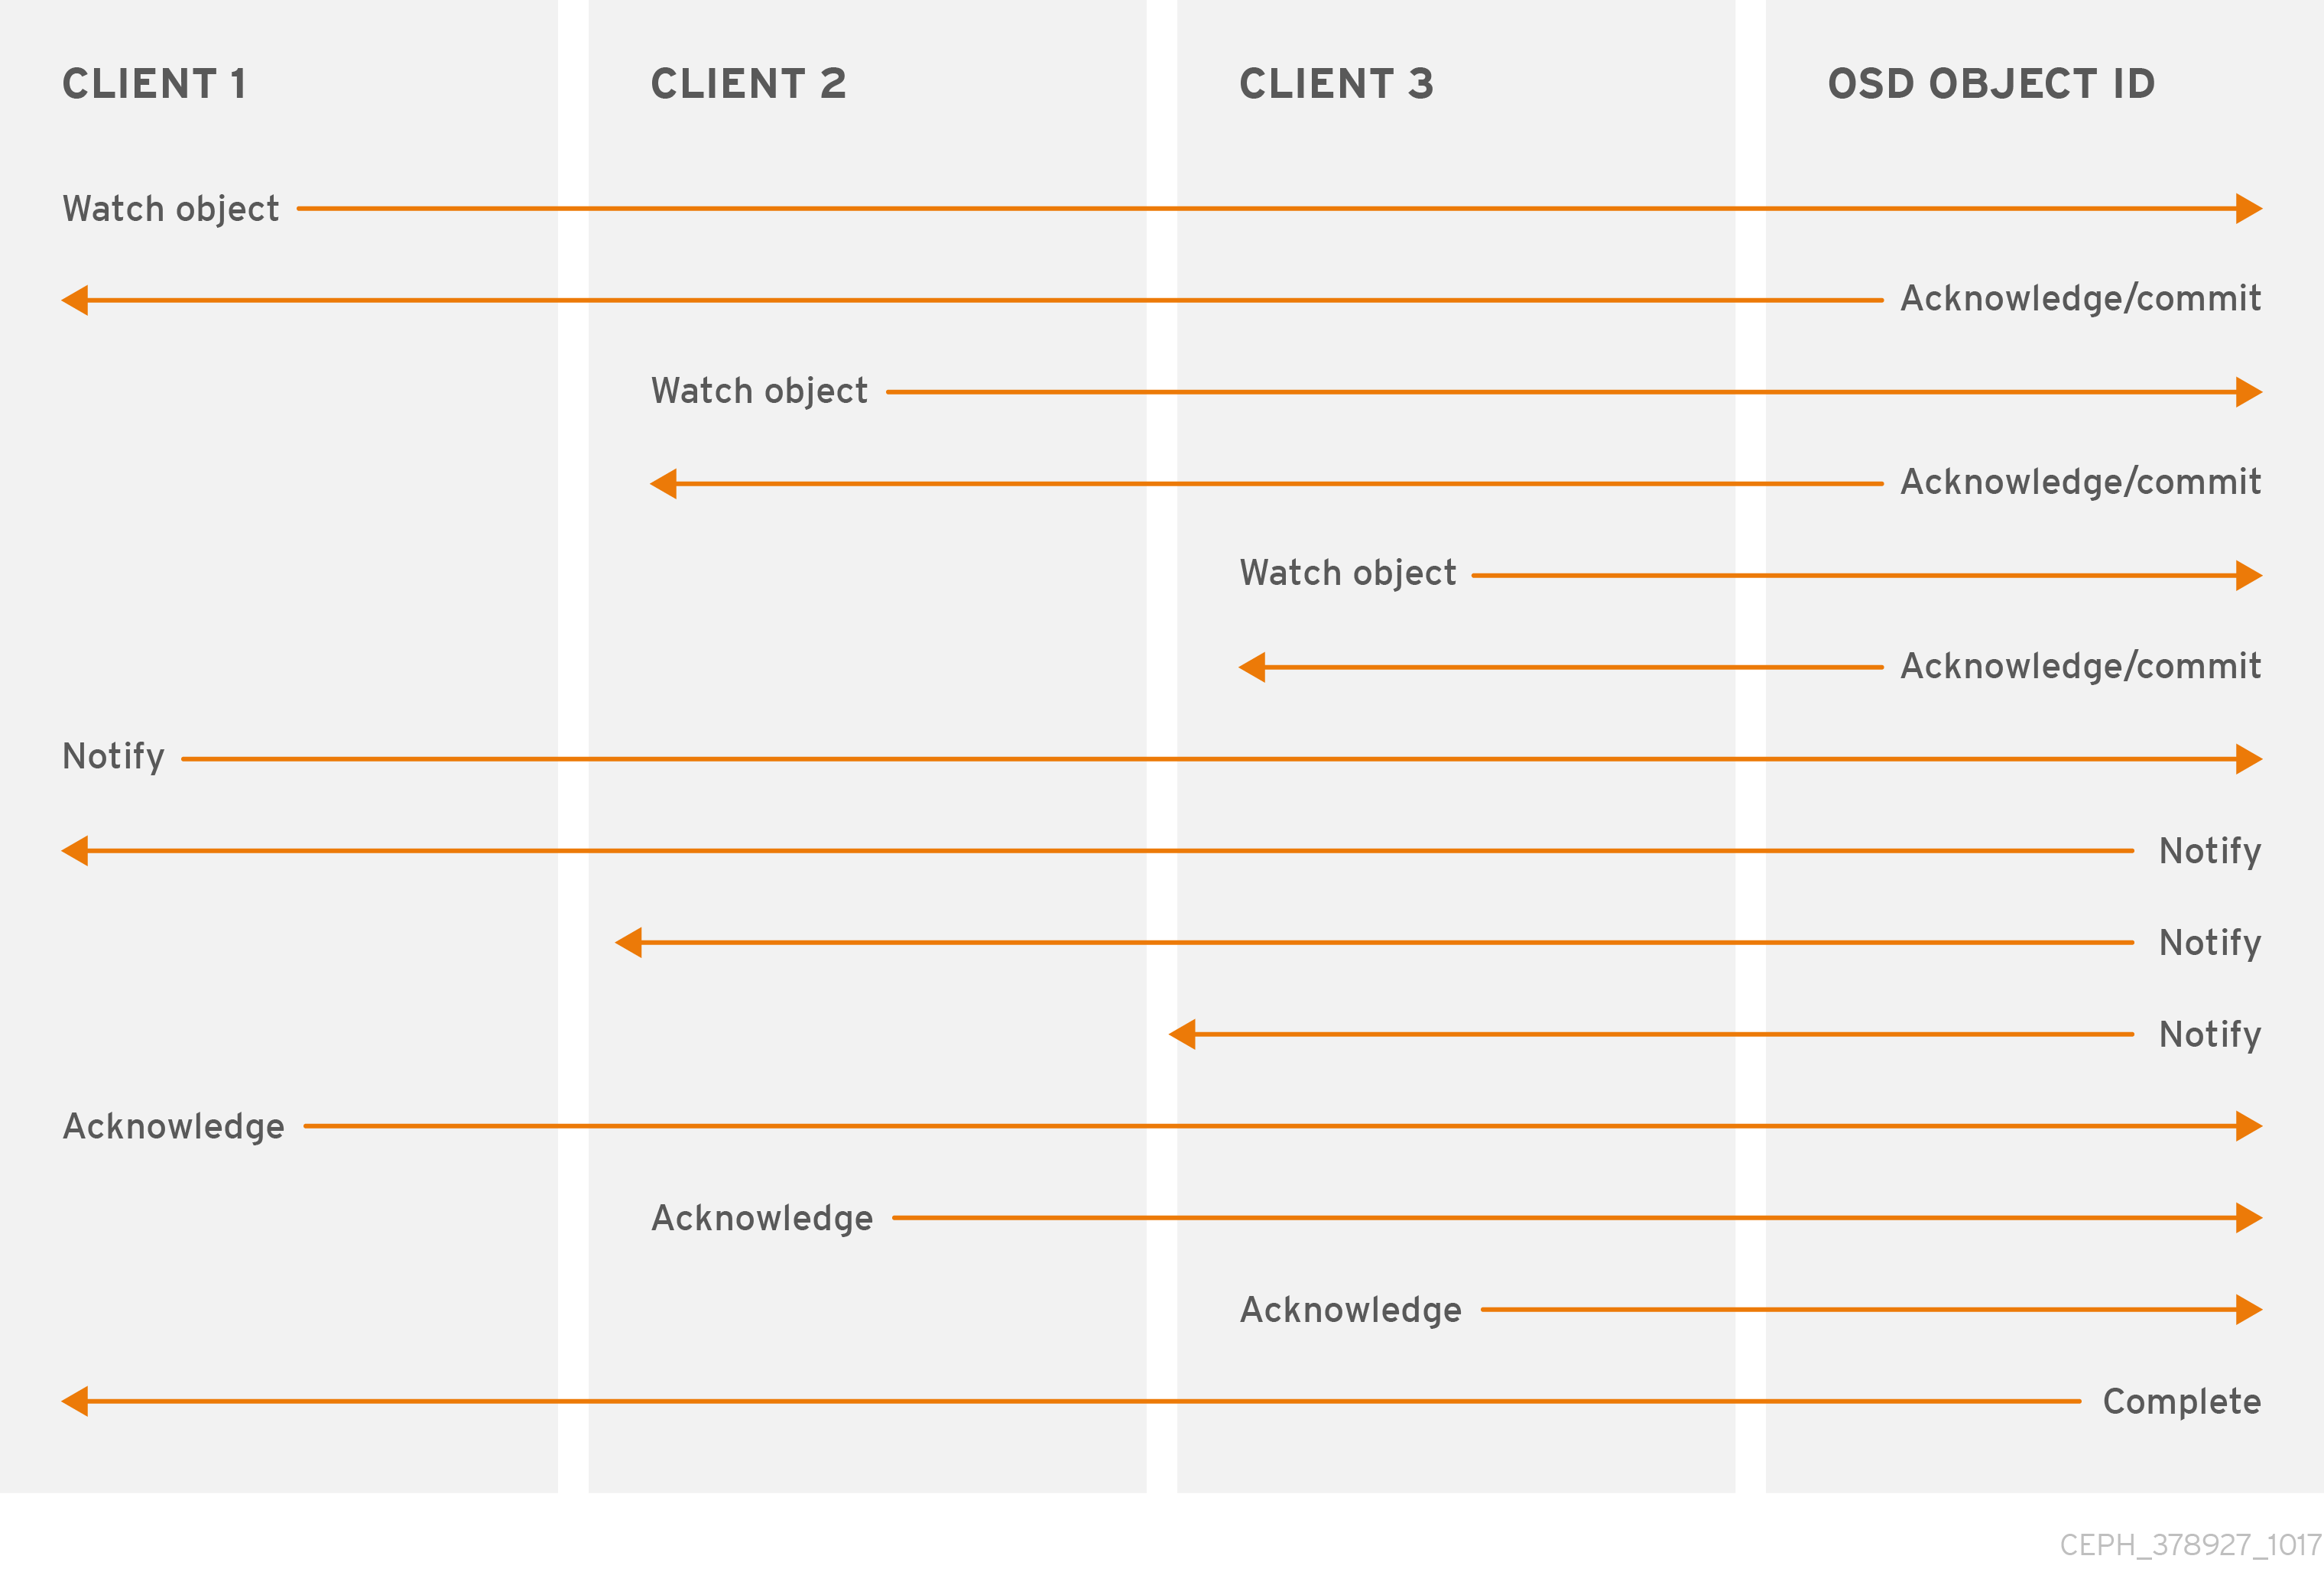 CLIENT 1
CLIENT 2
CLIENT 3
OSD OBJECT ID
Watch object
Acknowledge/commit
Watch object
Acknowledge/commit
Watch object
Acknowledge/commit
Notify
Notify
Notify
Notify
Acknowledge
Acknowledge
Acknowledge
Complete
CEPH_378927_1017